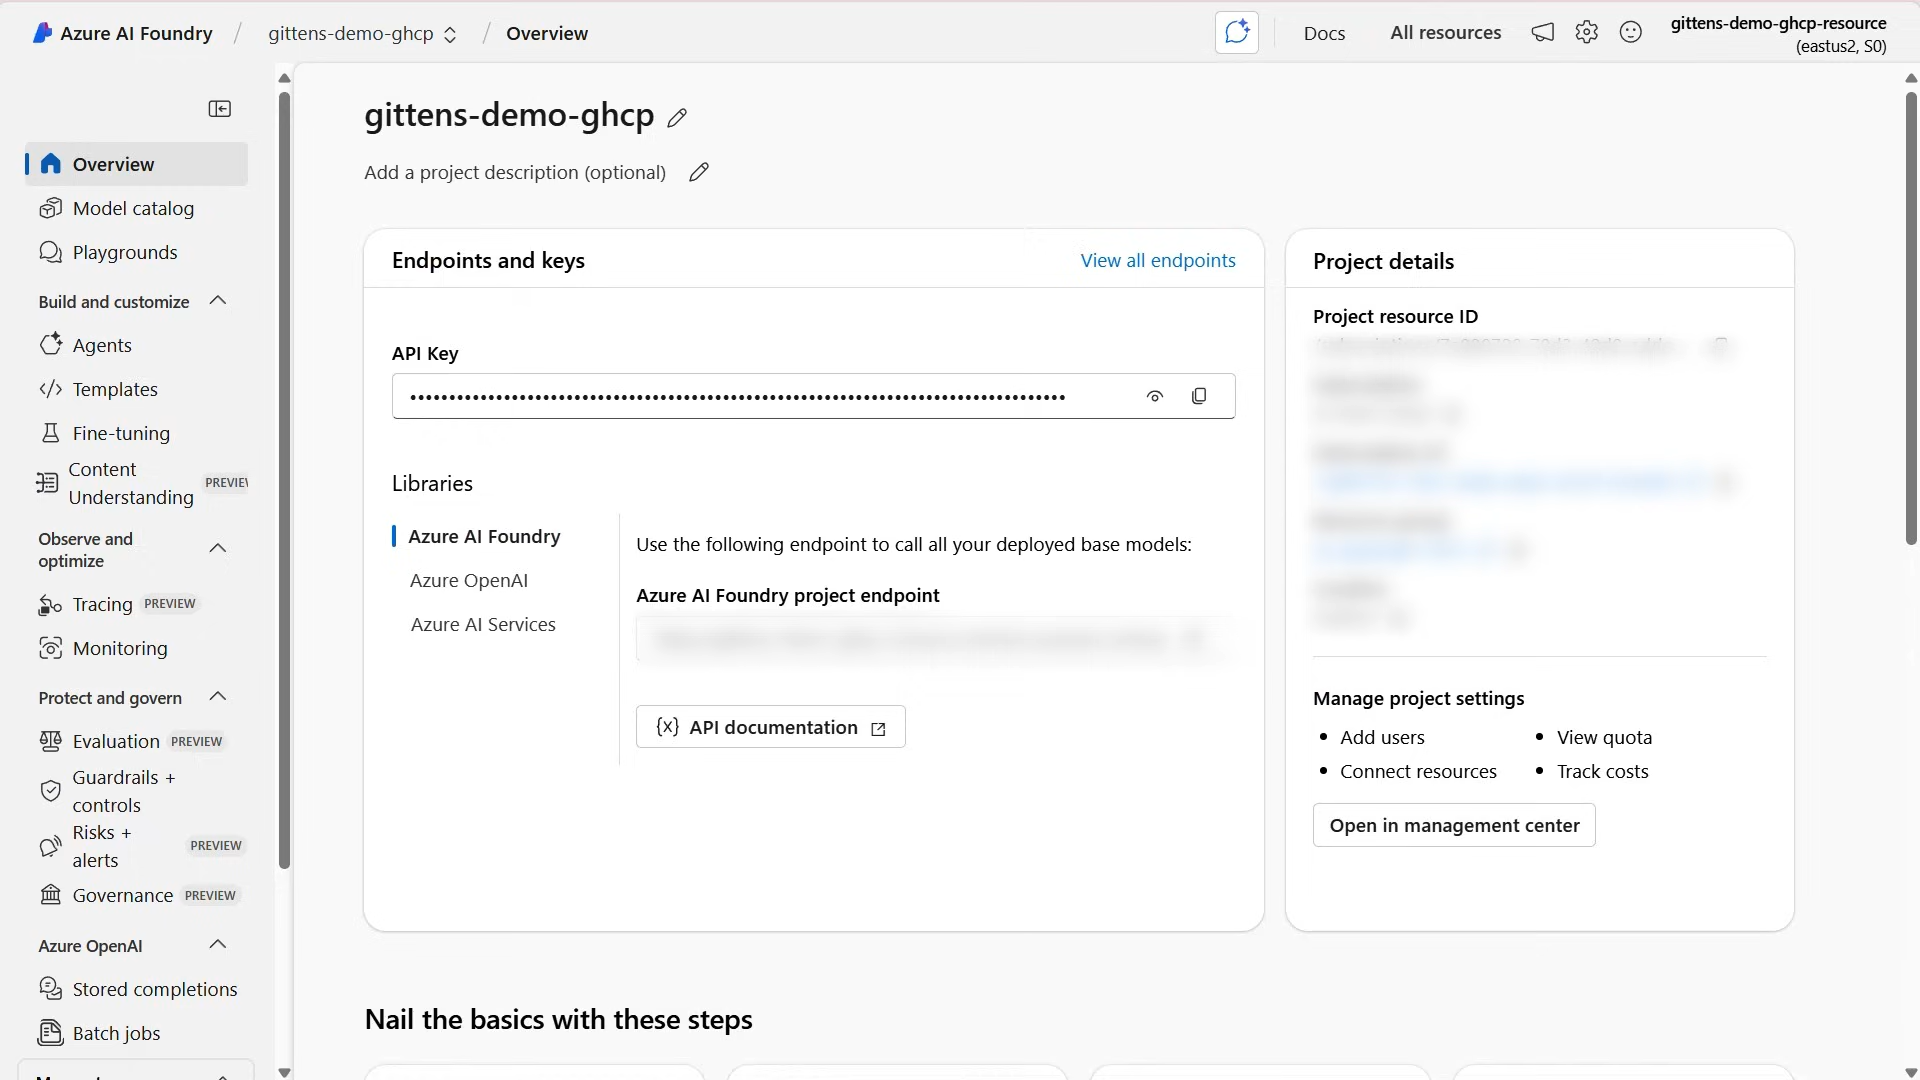 Azure AI Foundry / gittens-demo-ghcp / Overview
Docs
All resources
gittens-demo-ghcp-resource
(eastus2, S0)
Overview
Model catalog
Playgrounds
Build and customize
Agents
Templates
Fine-tuning
Content
Understanding
Observe and
optimize
Tracing PREVIEW
Monitoring
Protect and govern
Evaluation PREVIEW
Guardrails +
controls
Risks +
alerts PREVIEW
Governance PREVIEW
Azure OpenAI
Stored completions
Batch jobs
gittens-demo-ghcp
Add a project description (optional)
Endpoints and keys
View all endpoints
API Key
Libraries
Azure AI Foundry
Azure OpenAI
Azure AI Services
Use the following endpoint to call all your deployed base models:
Azure AI Foundry project endpoint
API documentation
Project details
Project resource ID
Manage project settings
• Add users
• Connect resources
• View quota
• Track costs
Open in management center
Nail the basics with these steps